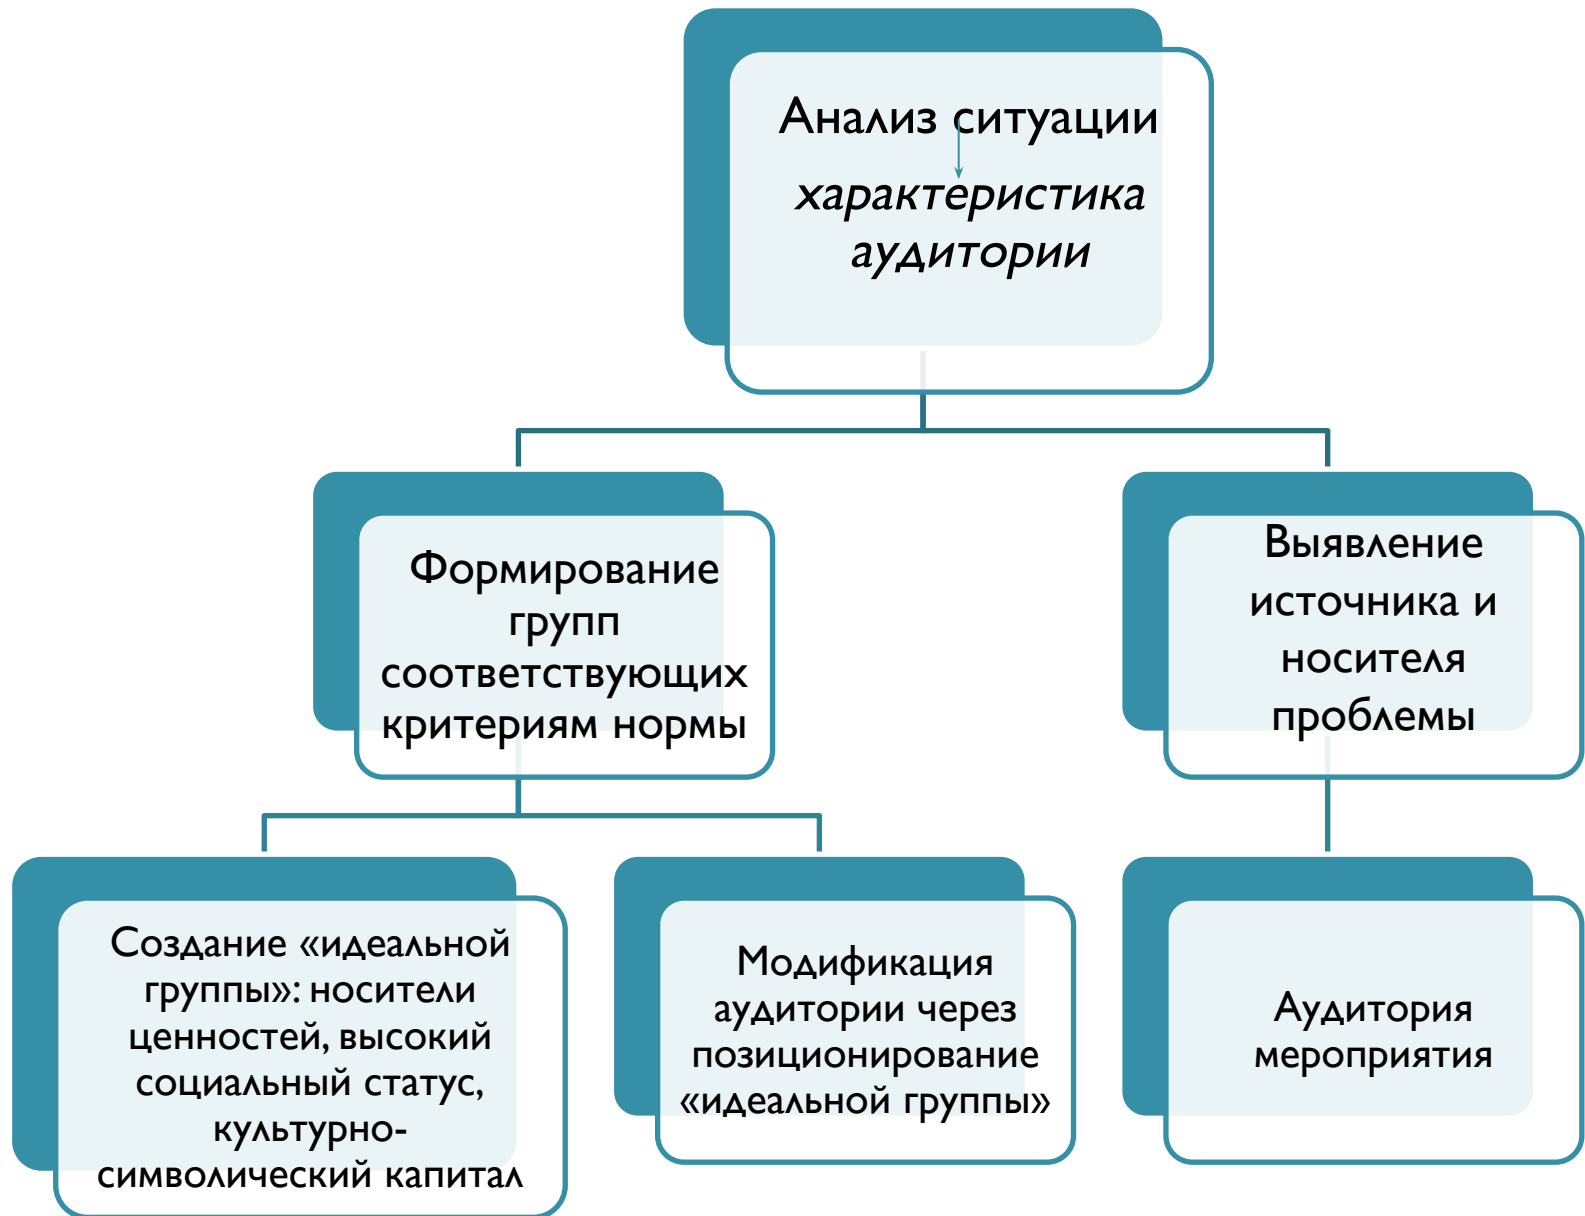 Анализ ситуации
характеристика
аудитории
Формирование
групп
соответствующих
критериям нормы
Выявление
источника и
носителя
проблемы
Создание «идеальной
группы»: носители
ценностей, высокий
социальный статус,
культурно-
символический капитал
Модификация
аудитории через
позиционирование
«идеальной группы»
Аудитория
мероприятия